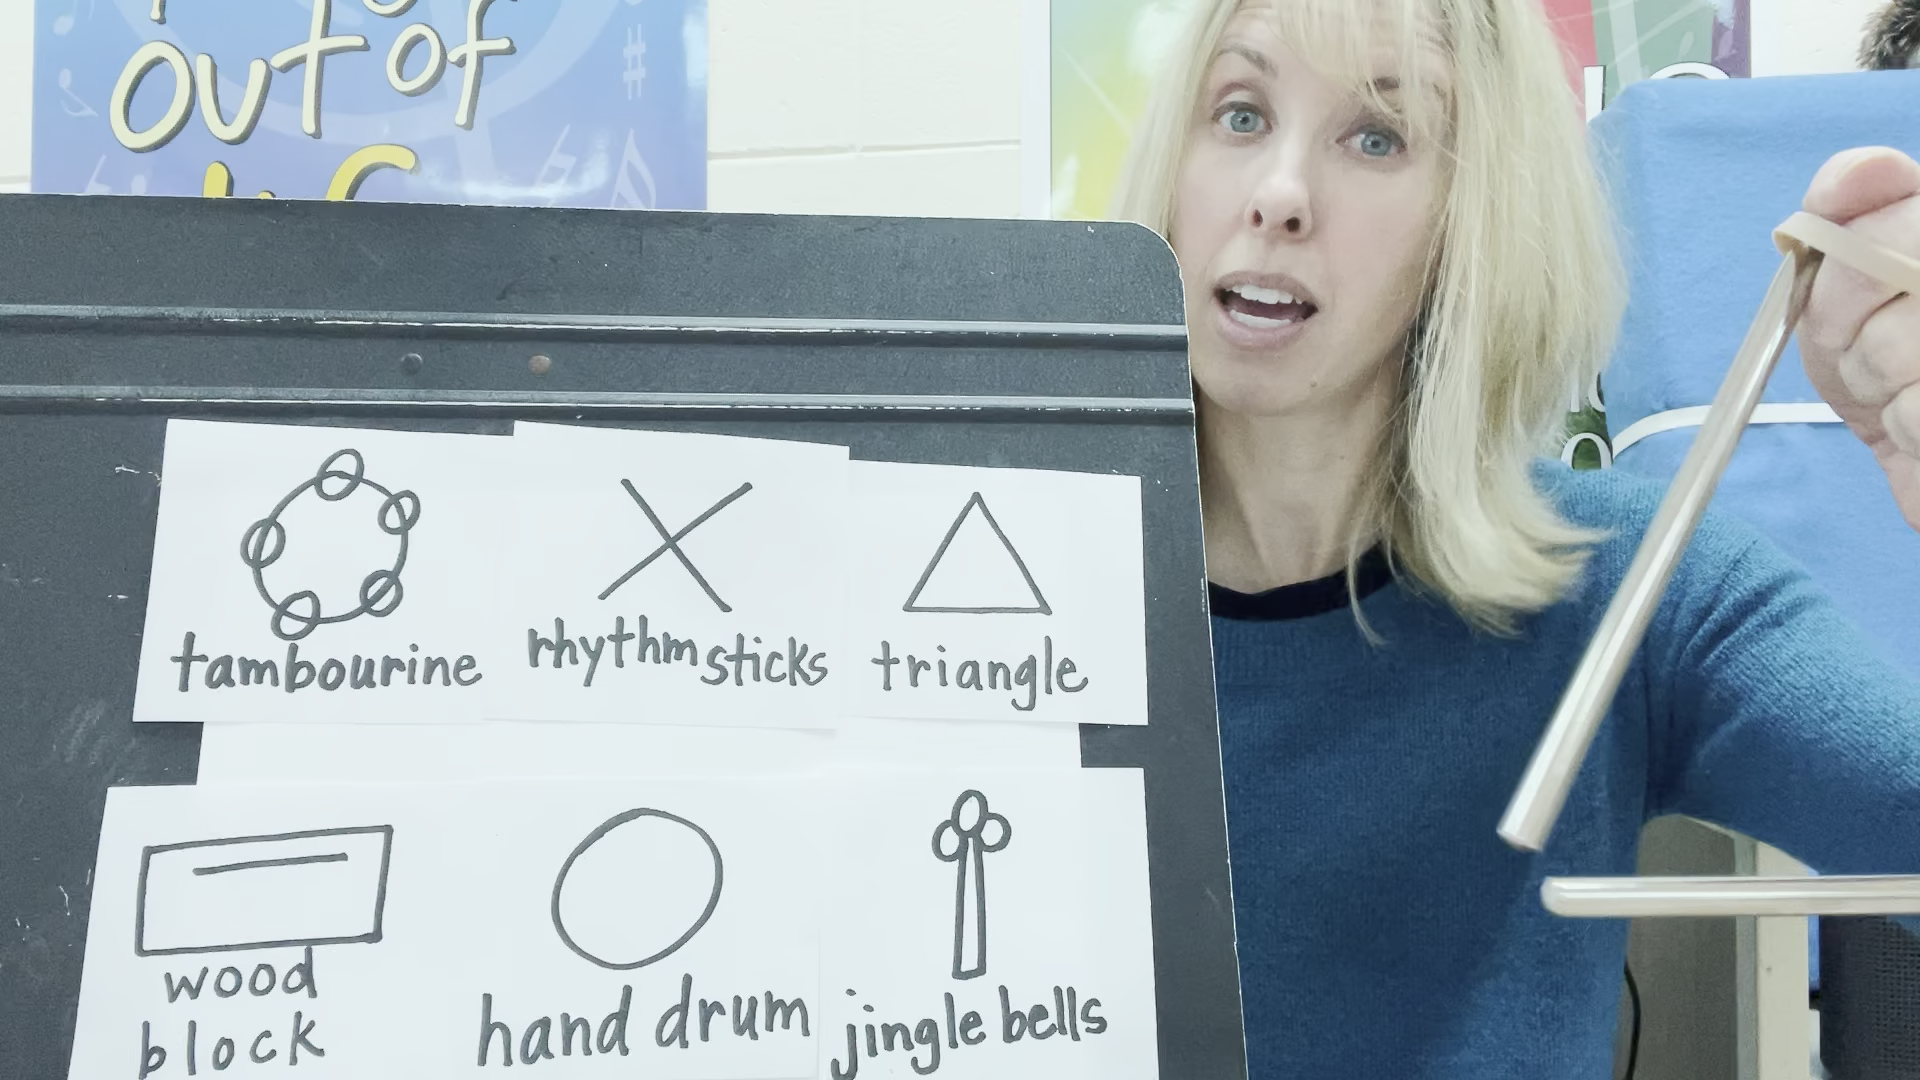 out of
tambourine
rhythm sticks
triangle
wood
block
hand drum
jingle bells